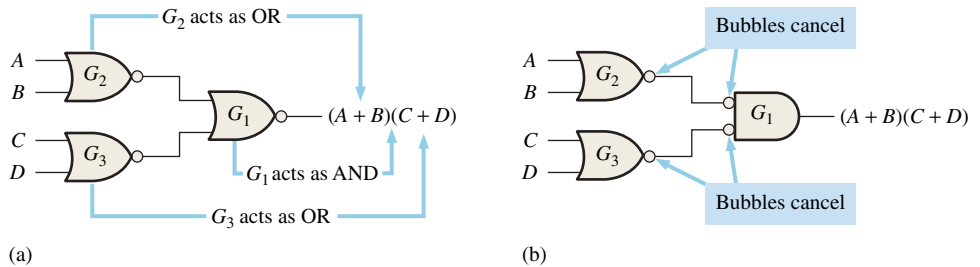 G₂ acts as OR
A
B
G₂
C
D
G₃
G₁
(A + B)(C + D)
G₁ acts as AND
G₃ acts as OR
(a)
Bubbles cancel
A
B
G₂
C
D
G₃
G₁
(A + B)(C + D)
Bubbles cancel
(b)